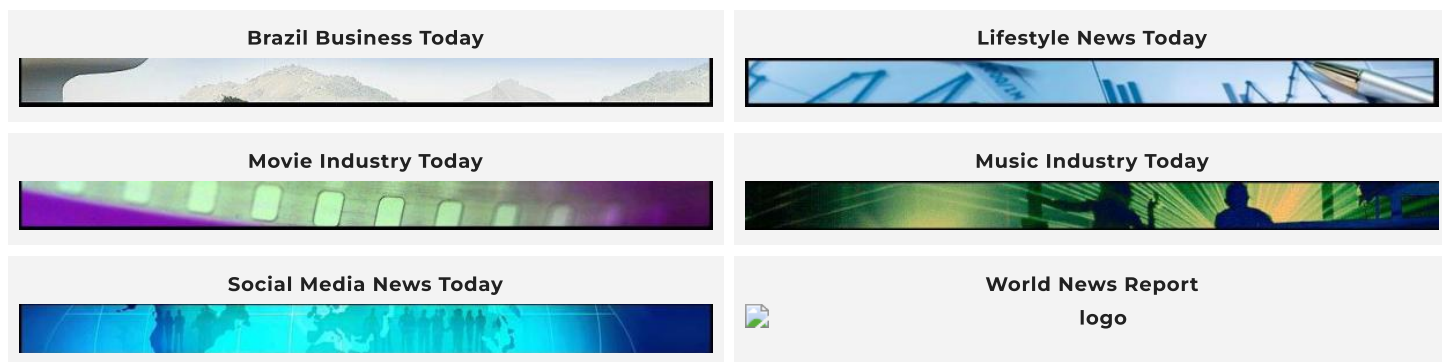 Brazil Business Today
Lifestyle News Today
Movie Industry Today
Music Industry Today
Social Media News Today
World News Report
logo